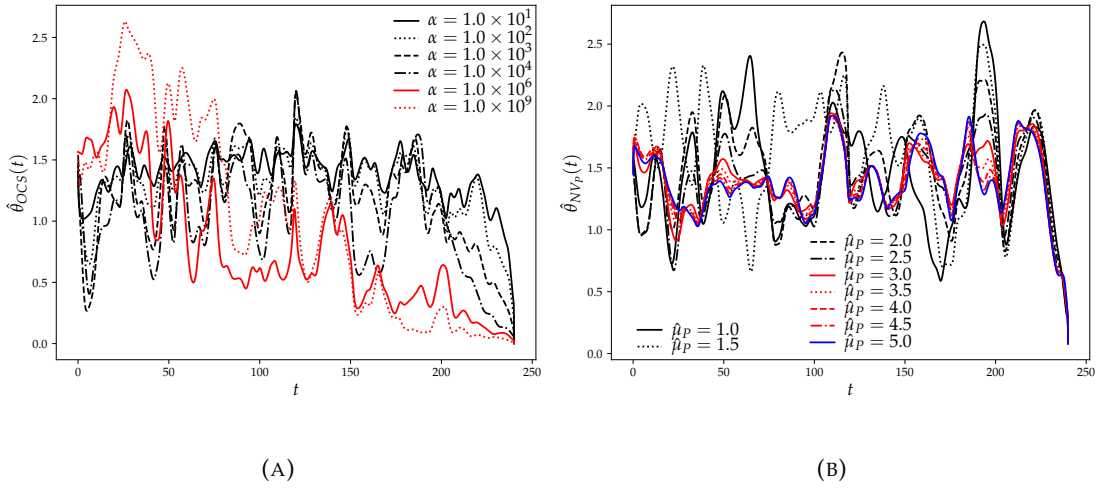 2.5
2.0
1.5
1.0
0.5
0.0
0 50 100 150 200 250
t
θ̂_{OCS}(t)
α = 1.0 × 10^1
α = 1.0 × 10^2
α = 1.0 × 10^3
α = 1.0 × 10^4
α = 1.0 × 10^6
α = 1.0 × 10^9
(A)
2.5
2.0
1.5
1.0
0.5
0.0
0 50 100 150 200 250
t
θ̂_{NV_P}(t)
μ̂_P = 1.0
μ̂_P = 1.5
μ̂_P = 2.0
μ̂_P = 2.5
μ̂_P = 3.0
μ̂_P = 3.5
μ̂_P = 4.0
μ̂_P = 4.5
μ̂_P = 5.0
(B)